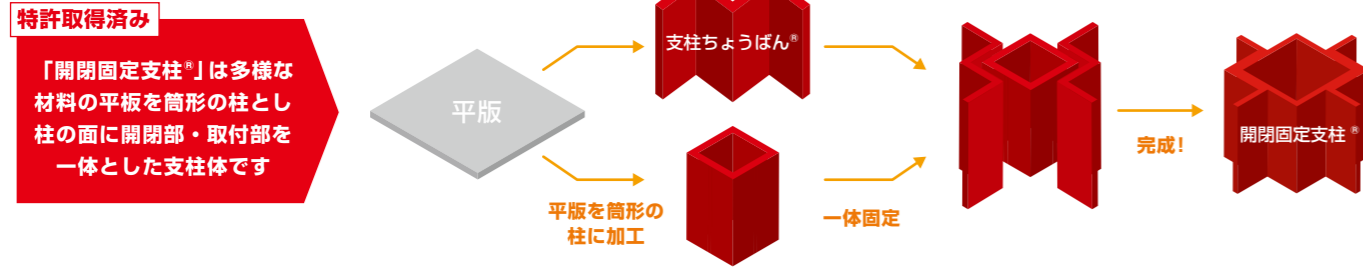 特許取得済み
「開閉固定支柱®」は多様な
材料の平板を筒形の柱とし
柱の面に開閉部・取付部を
一体とした支柱体です
平版
支柱ちょうばん®
平版を筒形の
柱に加工
一体固定
完成!
開閉固定支柱®